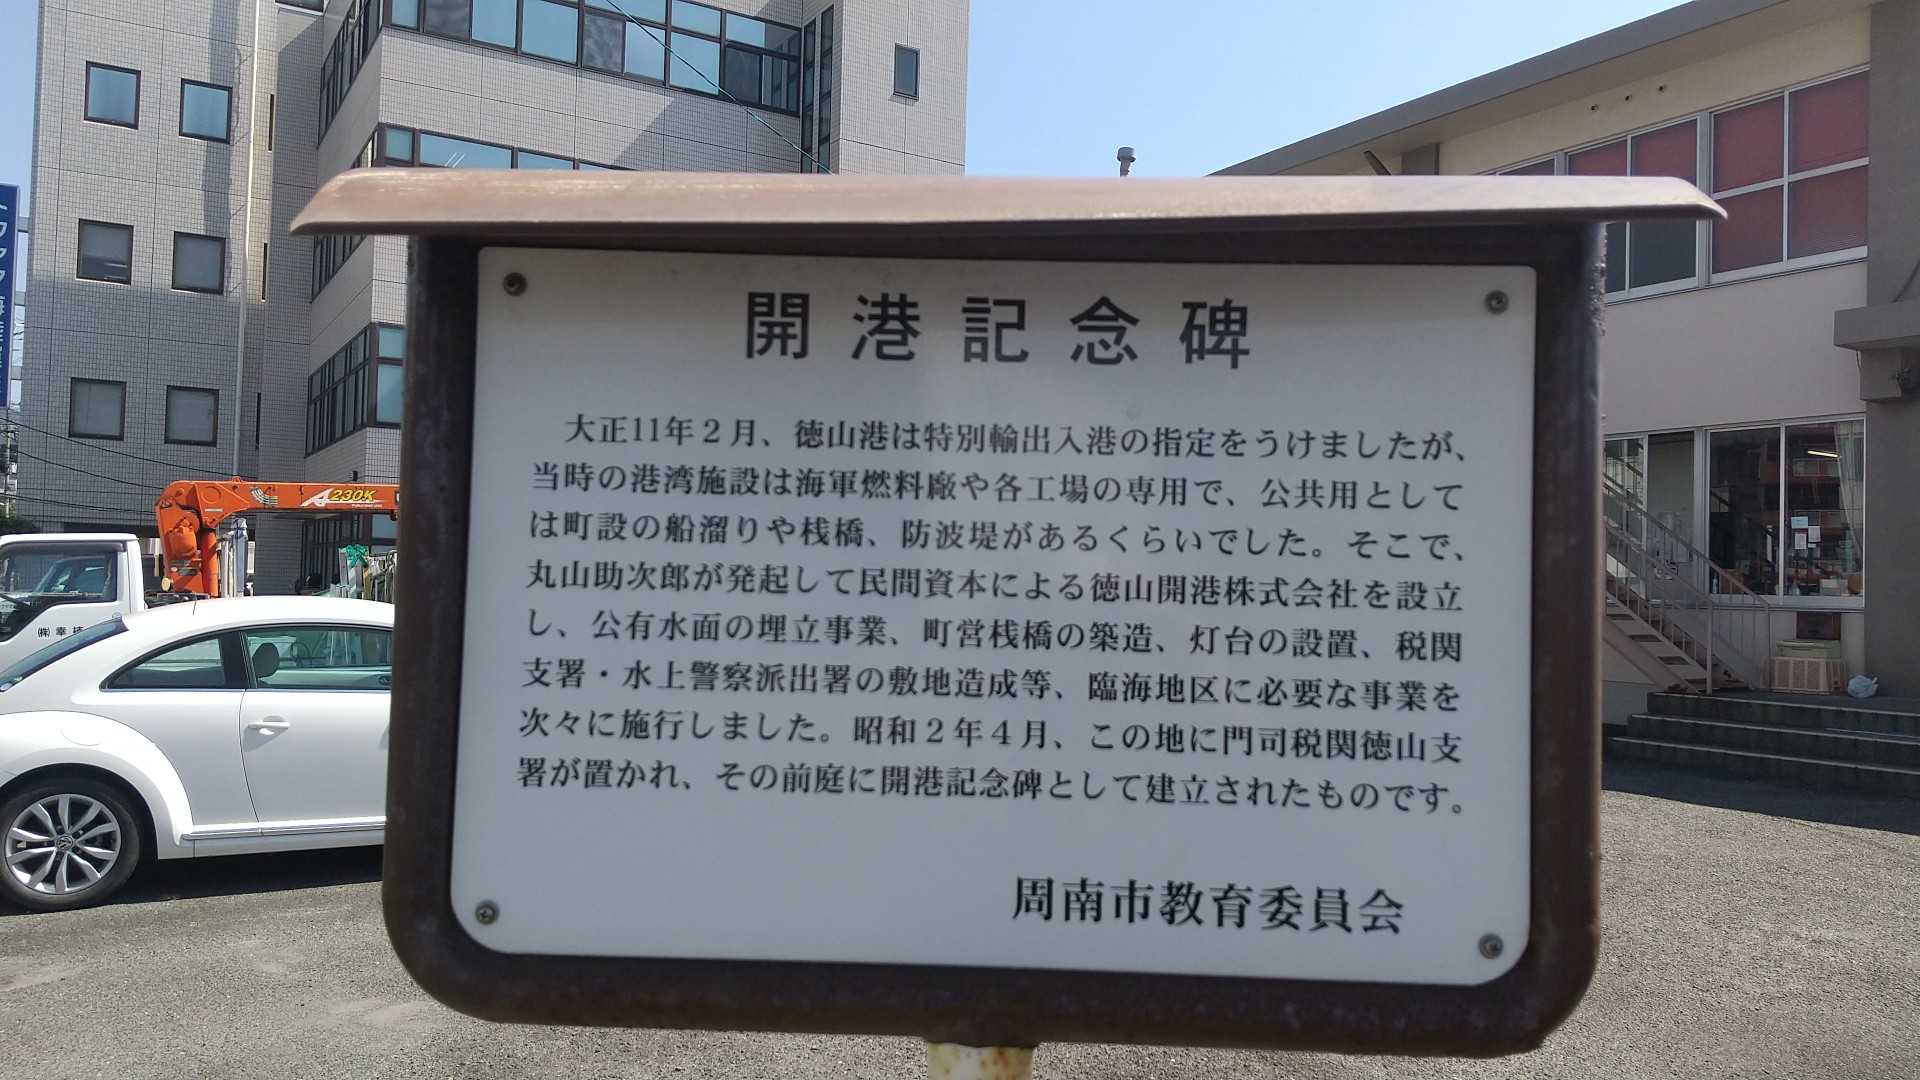 開港記念碑
大正11年2月、徳山港は特別輸出入港の指定をうけましたが、
当時の港湾施設は海軍燃料廠や各工場の専用で、公共用として
は町設の船溜りや桟橋、防波堤があるくらいでした。そこで、
丸山助次郎が発起して民間資本による徳山開港株式会社を設立
し、公有水面の埋立事業、町営桟橋の築造、灯台の設置、税関
支署・水上警察派出署の敷地造成等、臨海地区に必要な事業を
次々に施行しました。昭和2年4月、この地に門司税関徳山支
署が置かれ、その前庭に開港記念碑として建立されたものです。
周南市教育委員会
A230K
㈱幸